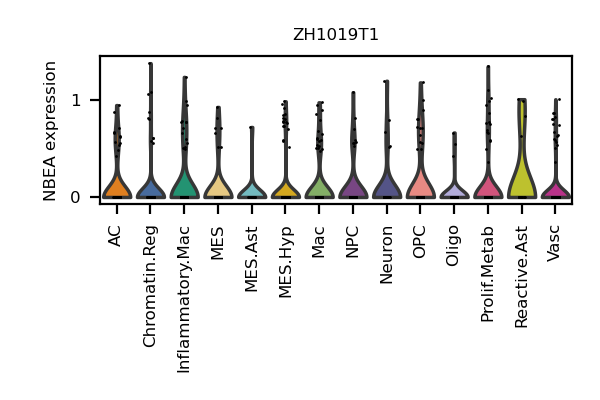 ZH1019T1
NBEA expression
1
0
AC
Chromatin.Reg
Inflammatory.Mac
MES
MES.Ast
MES.Hyp
Mac
NPC
Neuron
OPC
Oligo
Prolif.Metab
Reactive.Ast
Vasc